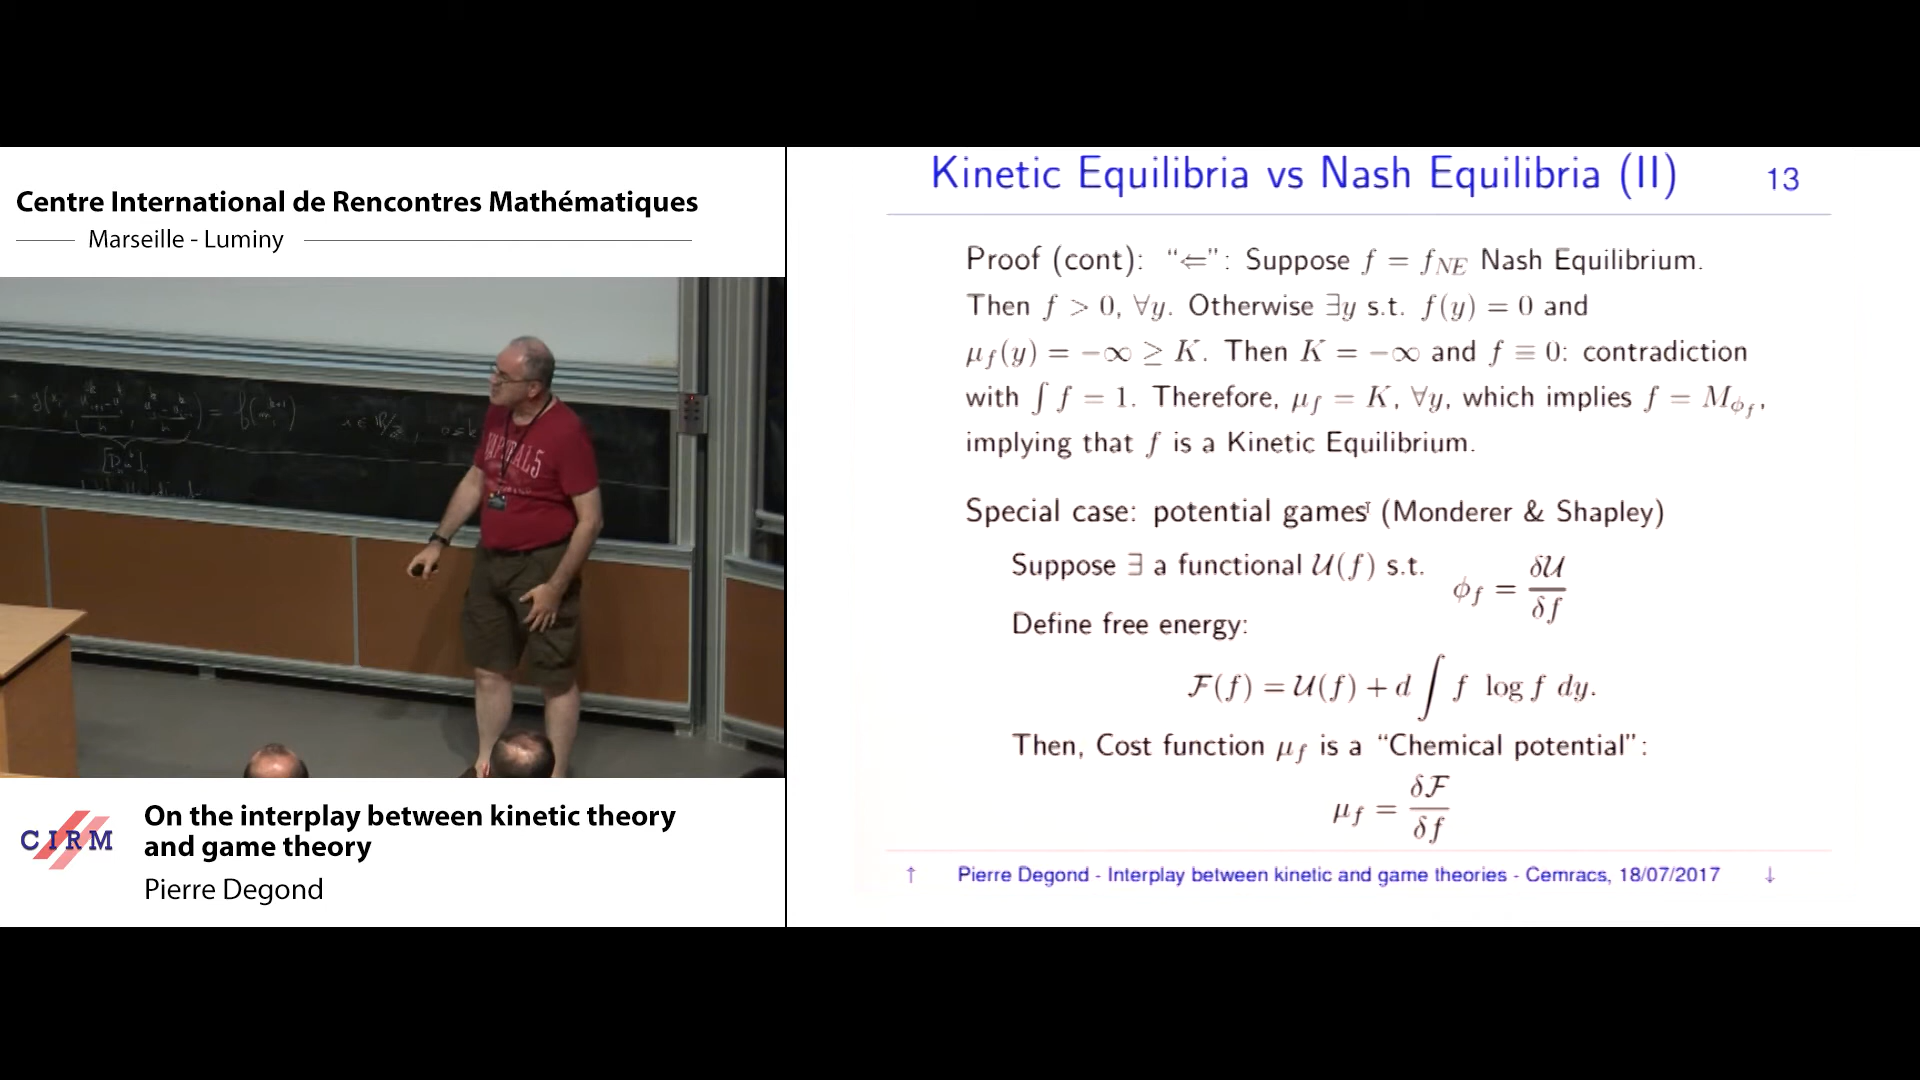 Centre International de Rencontres Mathématiques
Marseille - Luminy
CIRM
On the interplay between kinetic theory
and game theory
Pierre Degond
Kinetic Equilibria vs Nash Equilibria (II) 13
Proof (cont): “⇐”: Suppose f = f_{NE} Nash Equilibrium.
Then f > 0, ∀y. Otherwise ∃y s.t. f(y) = 0 and
μ_f(y) = −∞ ≥ K. Then K = −∞ and f ≡ 0: contradiction
with ∫ f = 1. Therefore, μ_f = K, ∀y, which implies f = M_{ϕ_f},
implying that f is a Kinetic Equilibrium.
Special case: potential games (Monderer & Shapley)
Suppose ∃ a functional 𝒰(f) s.t. ϕ_f = δ𝒰/δf
Define free energy:
ℱ(f) = 𝒰(f) + d ∫ f log f dy.
Then, Cost function μ_f is a “Chemical potential”:
μ_f = δℱ/δf
↑ Pierre Degond - Interplay between kinetic and game theories - Cemracs, 18/07/2017 ↓